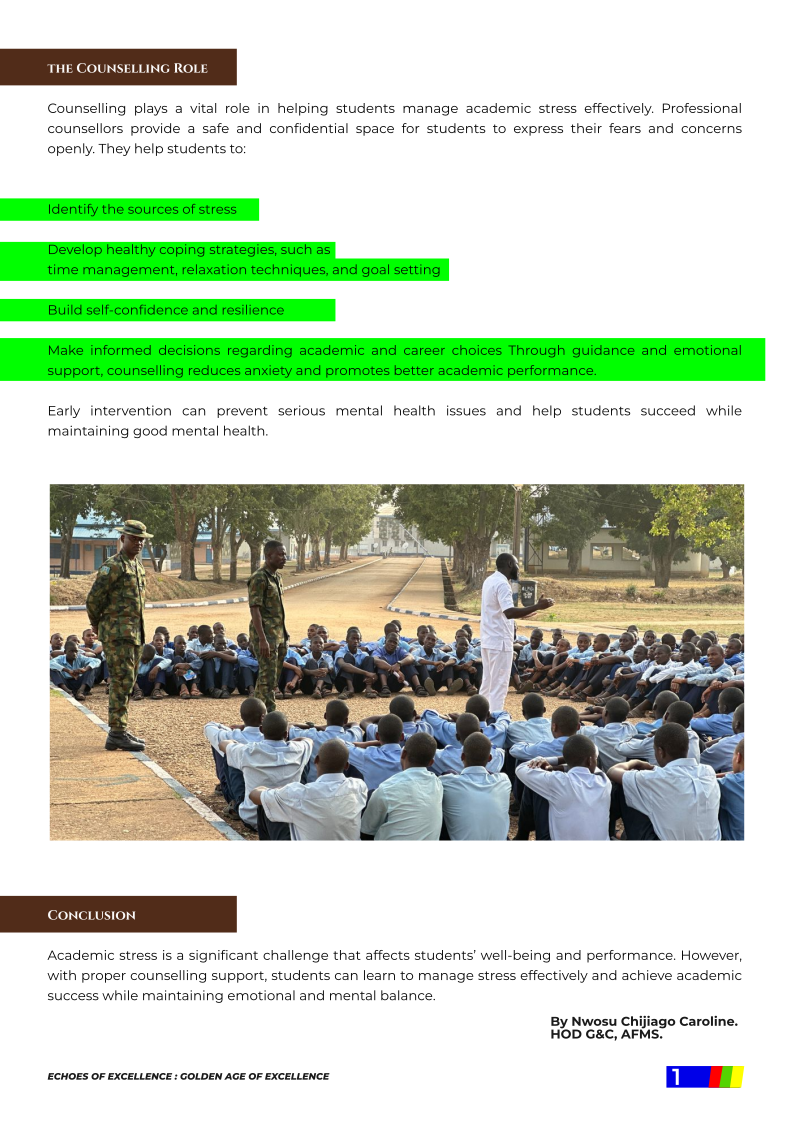 the Counselling Role
Counselling plays a vital role in helping students manage academic stress effectively. Professional
counsellors provide a safe and confidential space for students to express their fears and concerns
openly. They help students to:
Identify the sources of stress
Develop healthy coping strategies, such as
time management, relaxation techniques, and goal setting
Build self-confidence and resilience
Make informed decisions regarding academic and career choices Through guidance and emotional
support, counselling reduces anxiety and promotes better academic performance.
Early intervention can prevent serious mental health issues and help students succeed while
maintaining good mental health.
Conclusion
Academic stress is a significant challenge that affects students’ well-being and performance. However,
with proper counselling support, students can learn to manage stress effectively and achieve academic
success while maintaining emotional and mental balance.
By Nwosu Chijiago Caroline.
HOD G&C, AFMS.
ECHOES OF EXCELLENCE : GOLDEN AGE OF EXCELLENCE
1